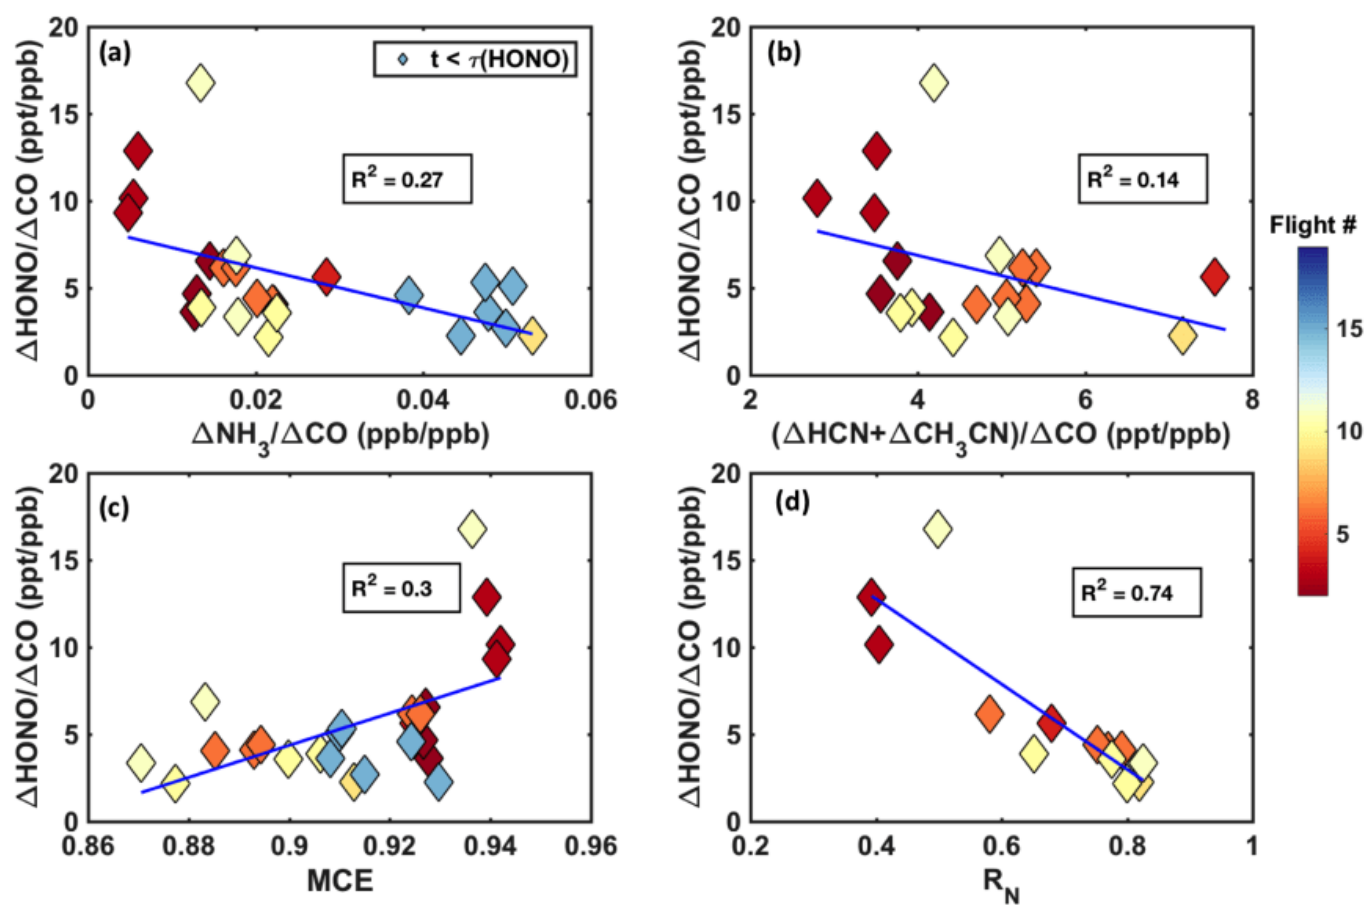 (a)
t < τ(HONO)
R² = 0.27
ΔHONO/ΔCO (ppt/ppb)
20
15
10
5
0
0 0.02 0.04 0.06
ΔNH₃/ΔCO (ppb/ppb)
(b)
R² = 0.14
ΔHONO/ΔCO (ppt/ppb)
20
15
10
5
0
2 4 6 8
(ΔHCN+ΔCH₃CN)/ΔCO (ppt/ppb)
Flight #
15
10
5
(c)
R² = 0.3
ΔHONO/ΔCO (ppt/ppb)
20
15
10
5
0
0.86 0.88 0.9 0.92 0.94 0.96
MCE
(d)
R² = 0.74
ΔHONO/ΔCO (ppt/ppb)
20
15
10
5
0
0.2 0.4 0.6 0.8 1
R_N